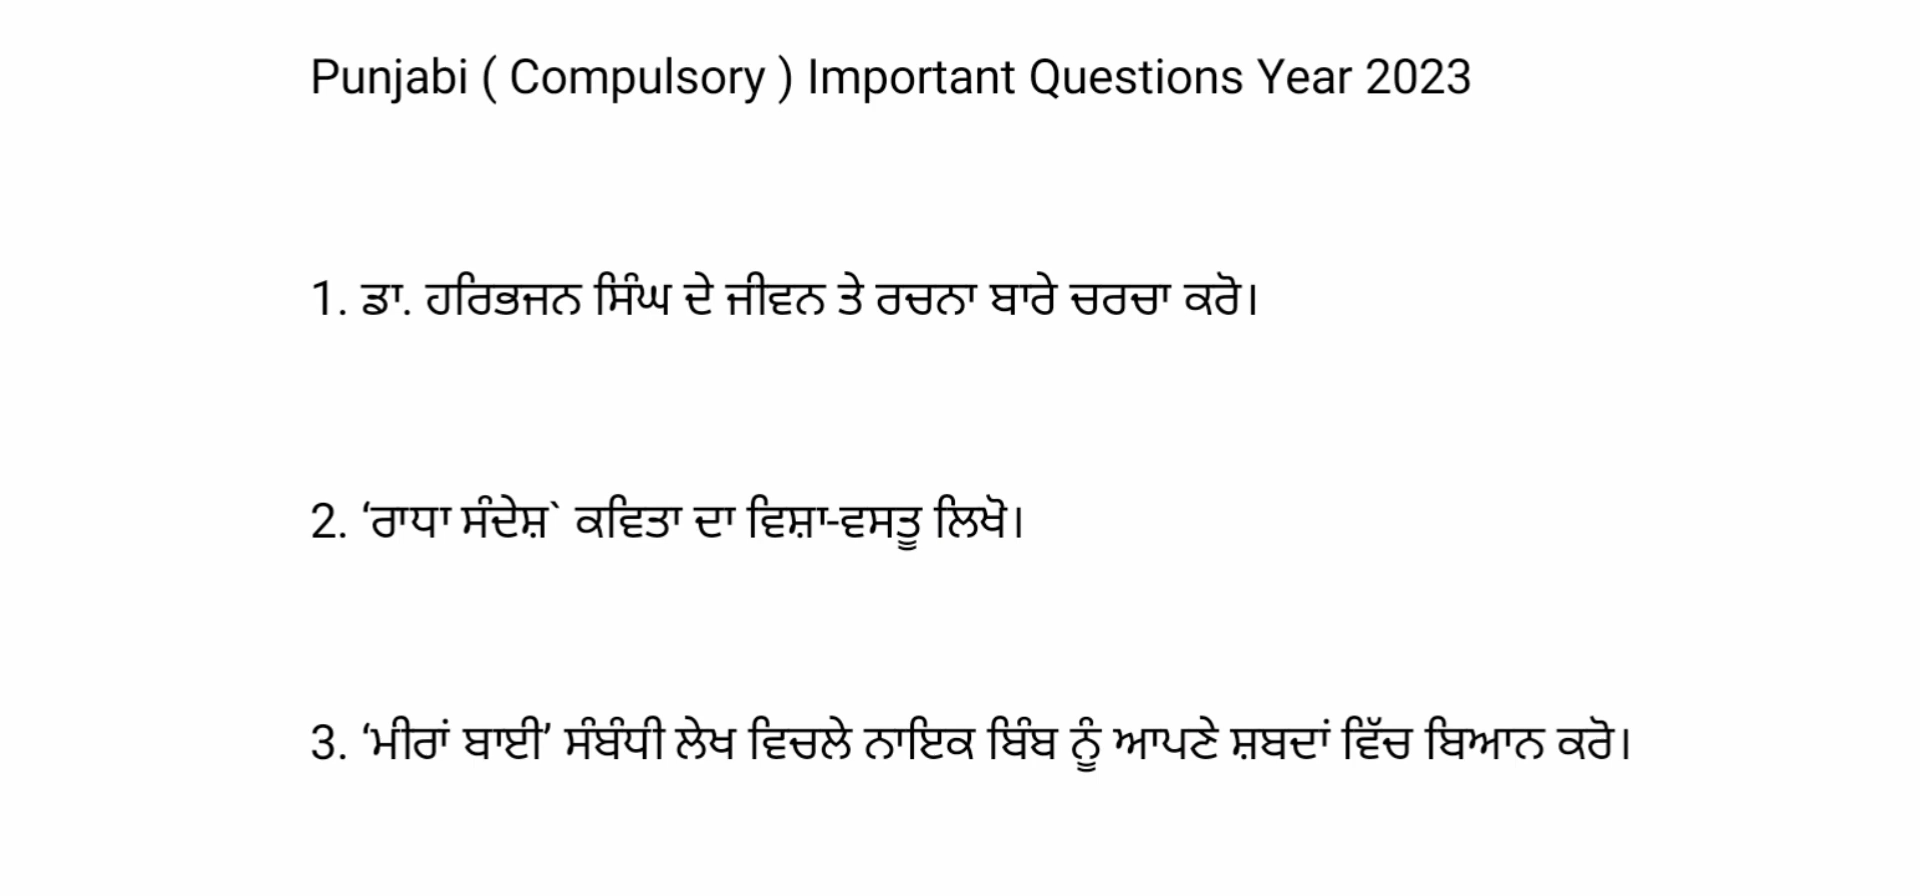 Punjabi ( Compulsory ) Important Questions Year 2023
1. ਡਾ. ਹਰਿਭਜਨ ਸਿੰਘ ਦੇ ਜੀਵਨ ਤੇ ਰਚਨਾ ਬਾਰੇ ਚਰਚਾ ਕਰੋ।
2. ‘ਰਾਧਾ ਸੰਦੇਸ਼` ਕਵਿਤਾ ਦਾ ਵਿਸ਼ਾ-ਵਸਤੂ ਲਿਖੋ।
3. ‘ਮੀਰਾਂ ਬਾਈ’ ਸੰਬੰਧੀ ਲੇਖ ਵਿਚਲੇ ਨਾਇਕ ਬਿੰਬ ਨੂੰ ਆਪਣੇ ਸ਼ਬਦਾਂ ਵਿੱਚ ਬਿਆਨ ਕਰੋ।